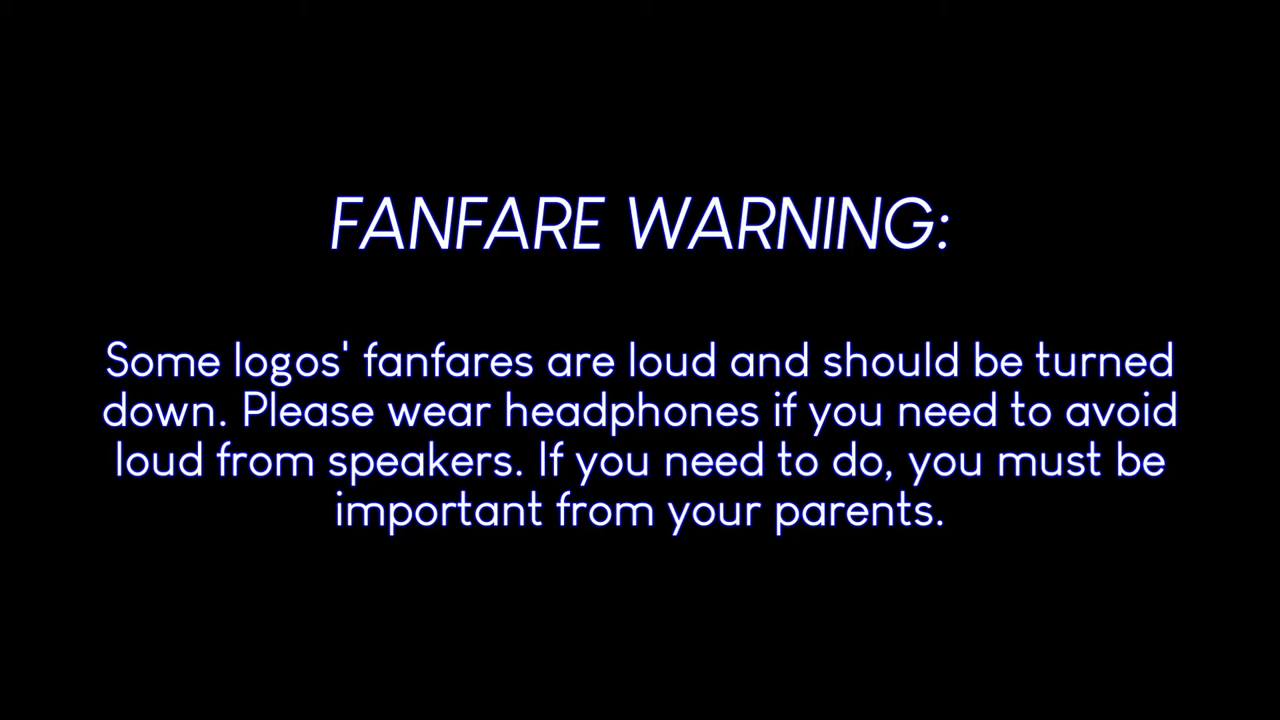 FANFARE WARNING:
Some logos' fanfares are loud and should be turned
down. Please wear headphones if you need to avoid
loud from speakers. If you need to do, you must be
important from your parents.